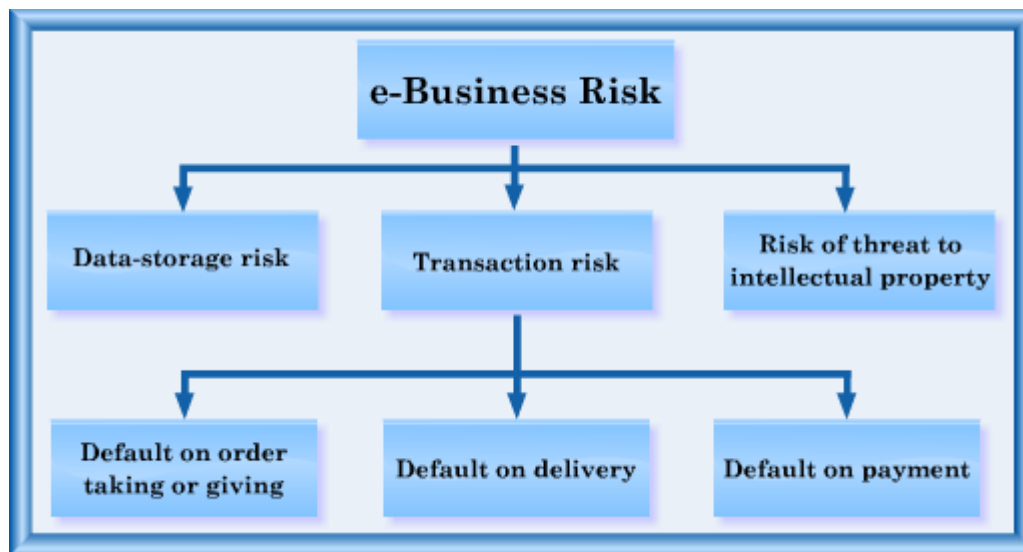 e-Business Risk
Data-storage risk
Transaction risk
Risk of threat to
intellectual property
Default on order
taking or giving
Default on delivery
Default on payment